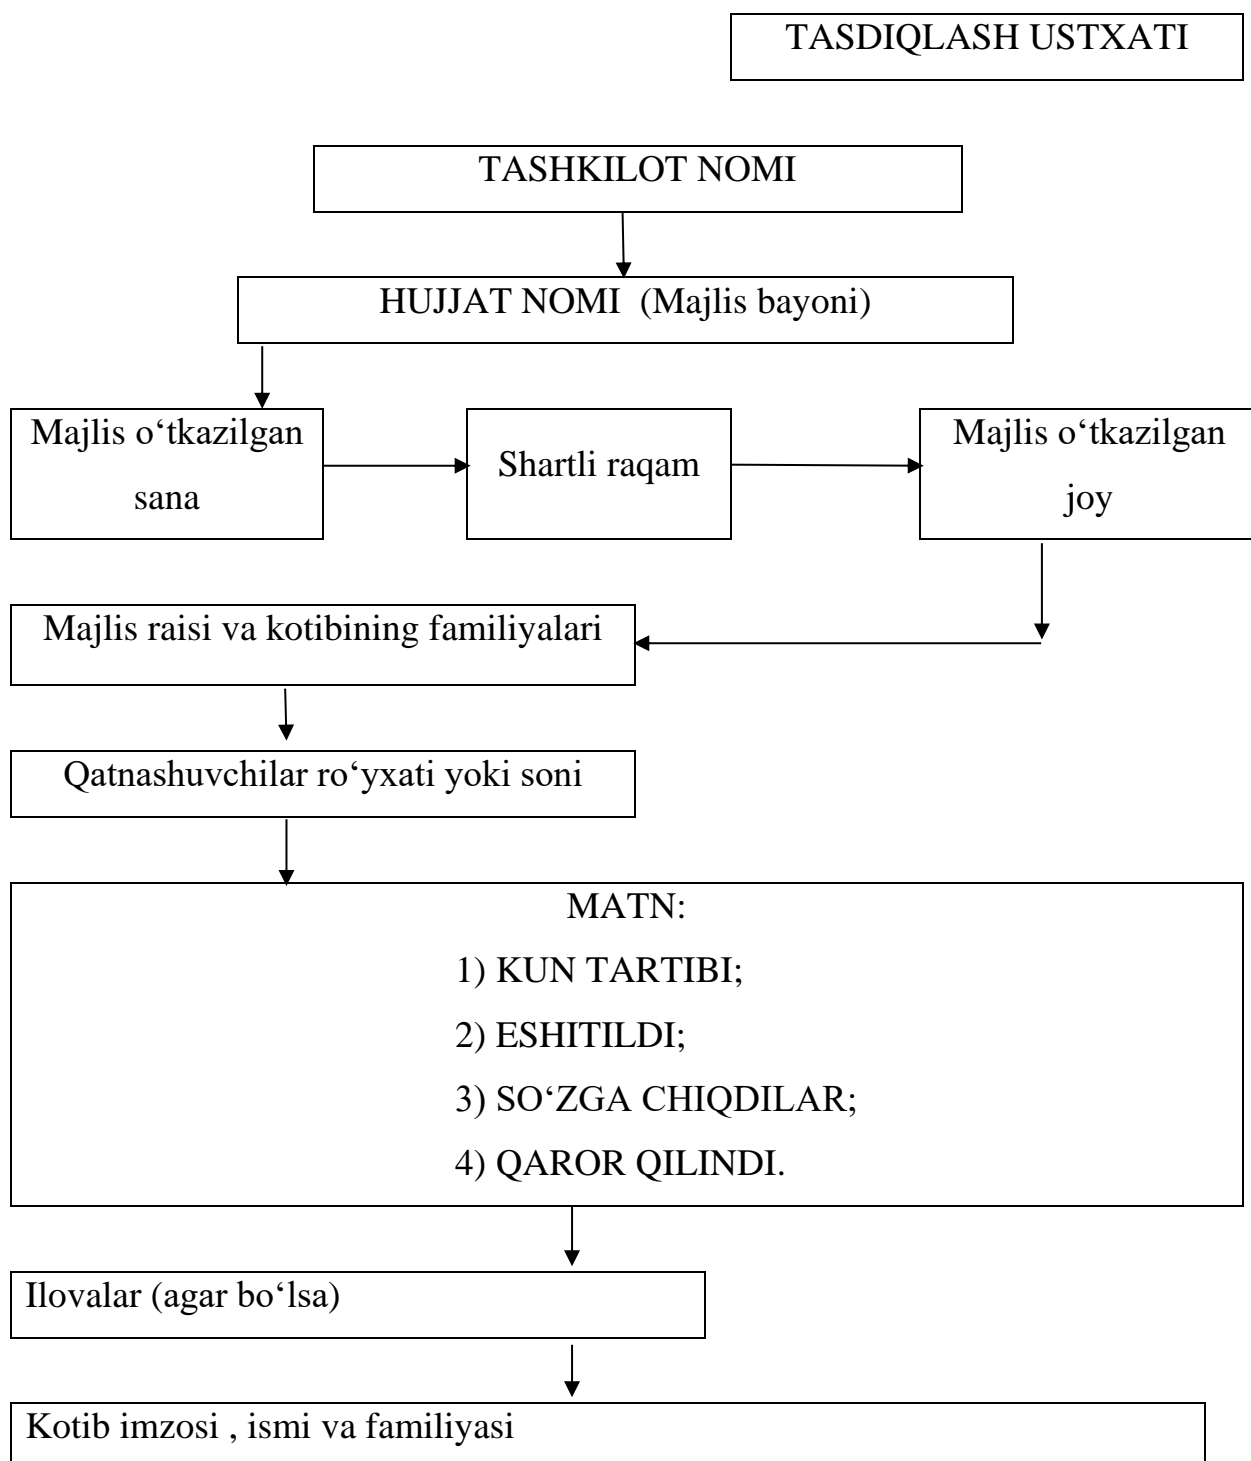 TASDIQLASH USTXATI
TASHKILOT NOMI
HUJJAT NOMI (Majlis bayoni)
Majlis o‘tkazilgan
sana
Shartli raqam
Majlis o‘tkazilgan
joy
Majlis raisi va kotibining familiyalari
Qatnashuvchilar ro‘yxati yoki soni
MATN:
1) KUN TARTIBI;
2) ESHITILDI;
3) SO‘ZGA CHIQDILAR;
4) QAROR QILINDI.
Ilovalar (agar bo‘lsa)
Kotib imzosi , ismi va familiyasi